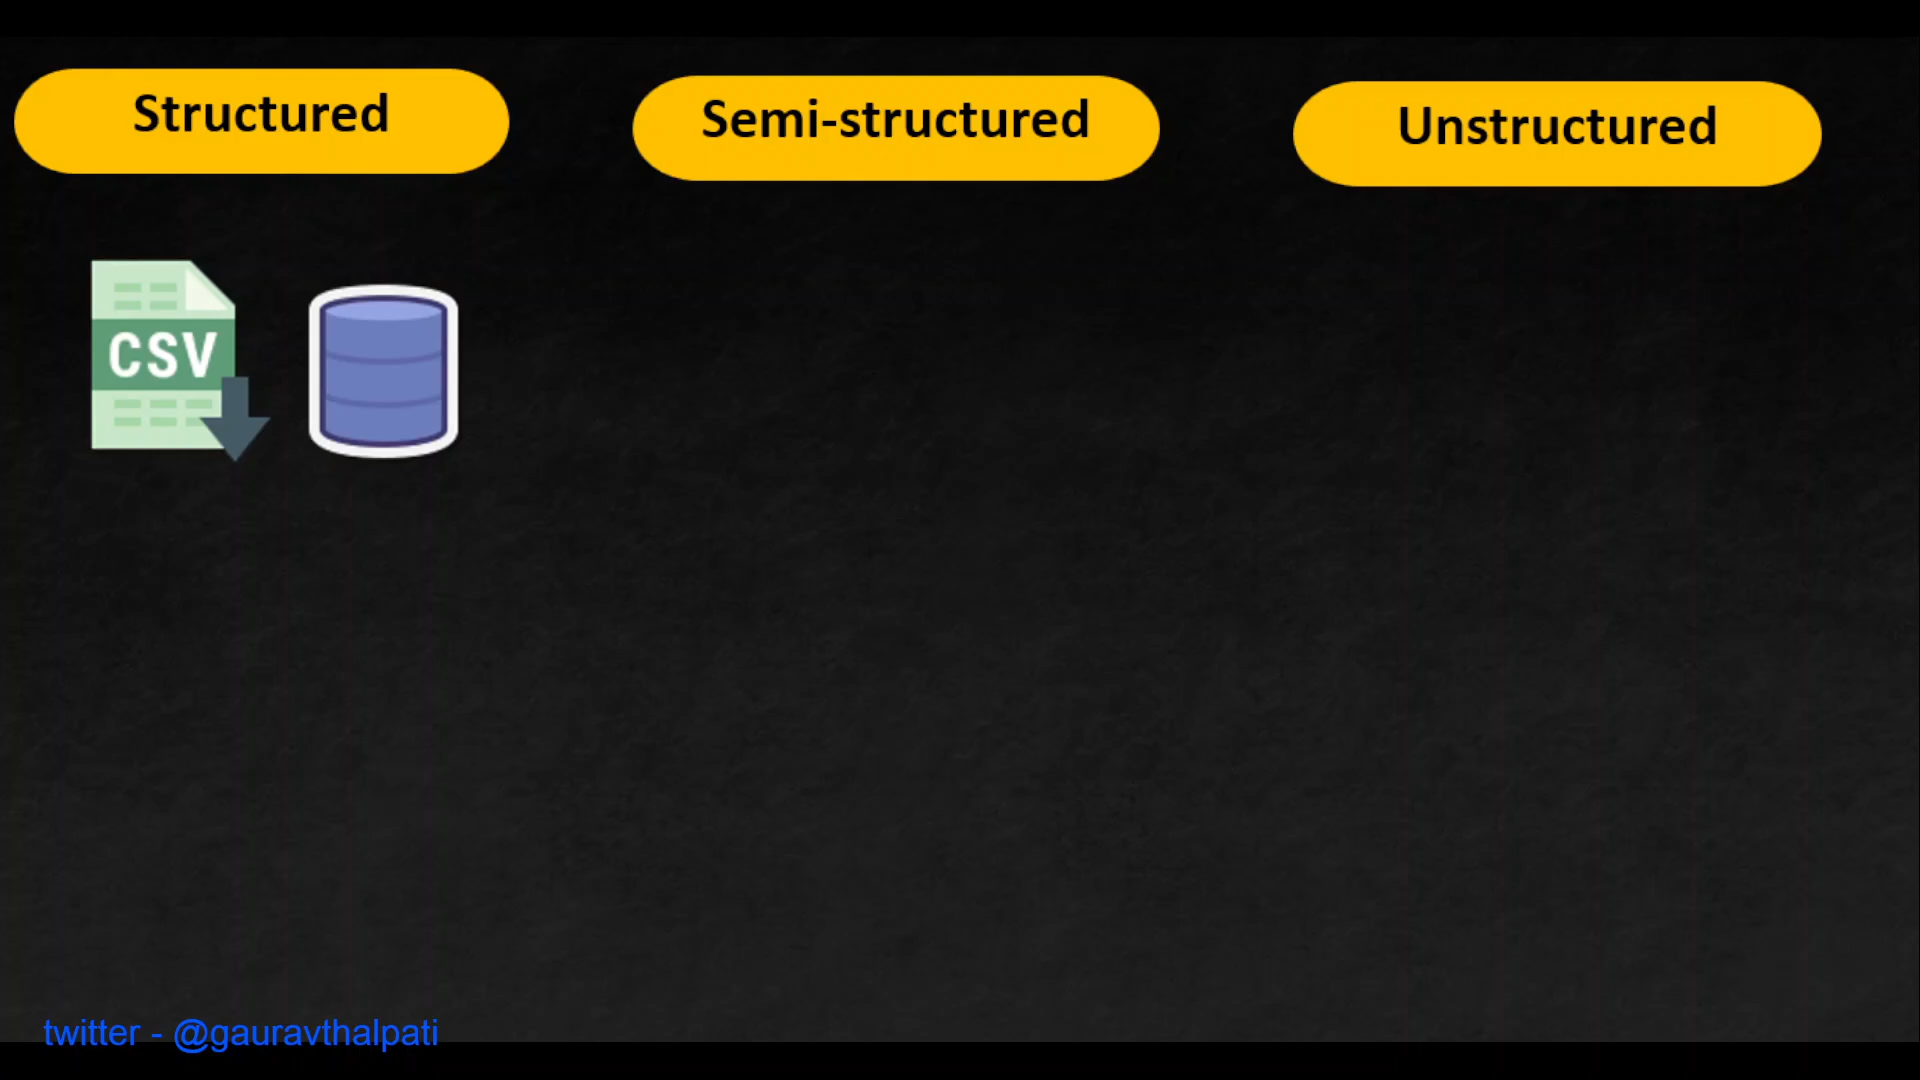 Structured
Semi-structured
Unstructured
CSV
twitter - @gauravthalpati